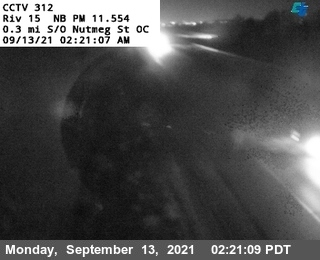 CCTV 312
Riv 15 NB PM 11.554
0.3 mi S/O Nutmeg St OC
09/13/21 02:21:07 AM
Monday, September 13, 2021 02:21:09 PDT